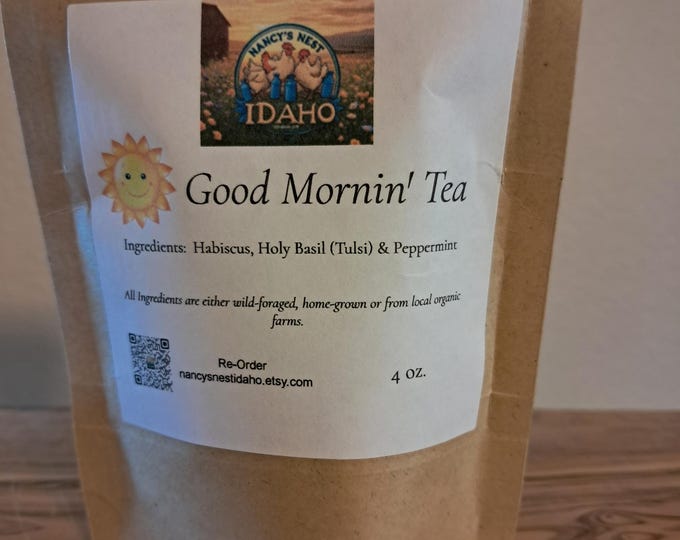 NANCY'S NEST
IDAHO
Good Mornin' Tea
Ingredients: Habiscus, Holy Basil (Tulsi) & Peppermint
All Ingredients are either wild-foraged, home-grown or from local organic
farms.
Re-Order
nancysnestidaho.etsy.com
4 oz.